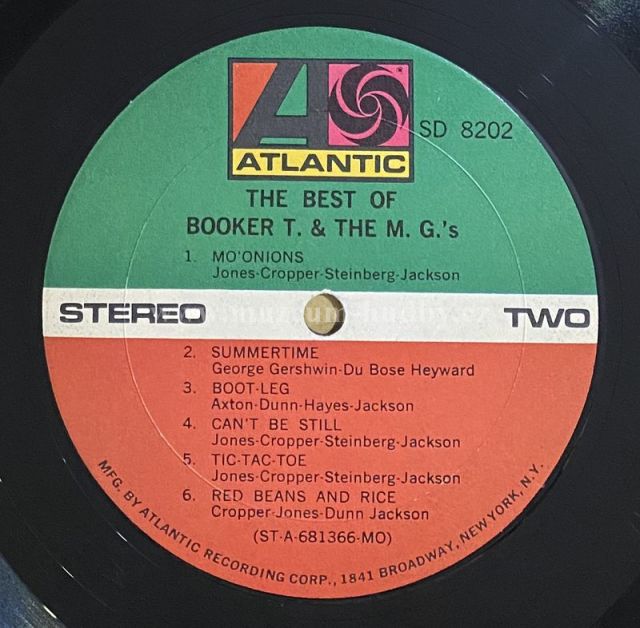 ATLANTIC
SD 8202
THE BEST OF
BOOKER T. & THE M. G.'s
1. MO'ONIONS
Jones-Cropper-Steinberg-Jackson
STEREO TWO
2. SUMMERTIME
George Gershwin-Du Bose Heyward
3. BOOT-LEG
Axton-Dunn-Hayes-Jackson
4. CAN'T BE STILL
Jones-Cropper-Steinberg-Jackson
5. TIC-TAC-TOE
Jones-Cropper-Steinberg-Jackson
6. RED BEANS AND RICE
Cropper-Jones-Dunn Jackson
(ST-A-681366-MO)
MFG. BY ATLANTIC RECORDING CORP., 1841 BROADWAY, NEW YORK, N.Y.